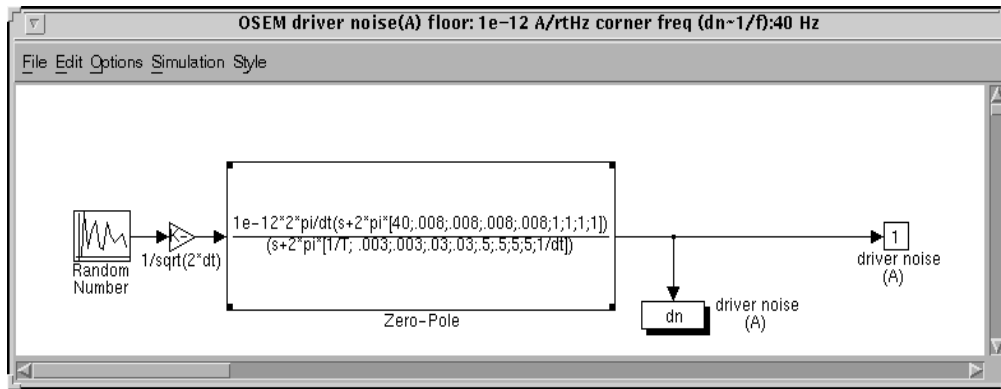 OSEM driver noise(A) floor: 1e-12 A/rtHz corner freq (dn~1/f):40 Hz
File Edit Options Simulation Style
1e-12*2*pi/dt(s+2*pi*[40;.008;.008;.008;.008;1;1;1;1])
(s+2*pi*[1/T; .003;.003;.03;.03;.5;.5;5;5;1/dt])
K-
1
1/sqrt(2*dt)
Random
Number
driver noise
(A)
dn
driver noise
(A)
Zero-Pole